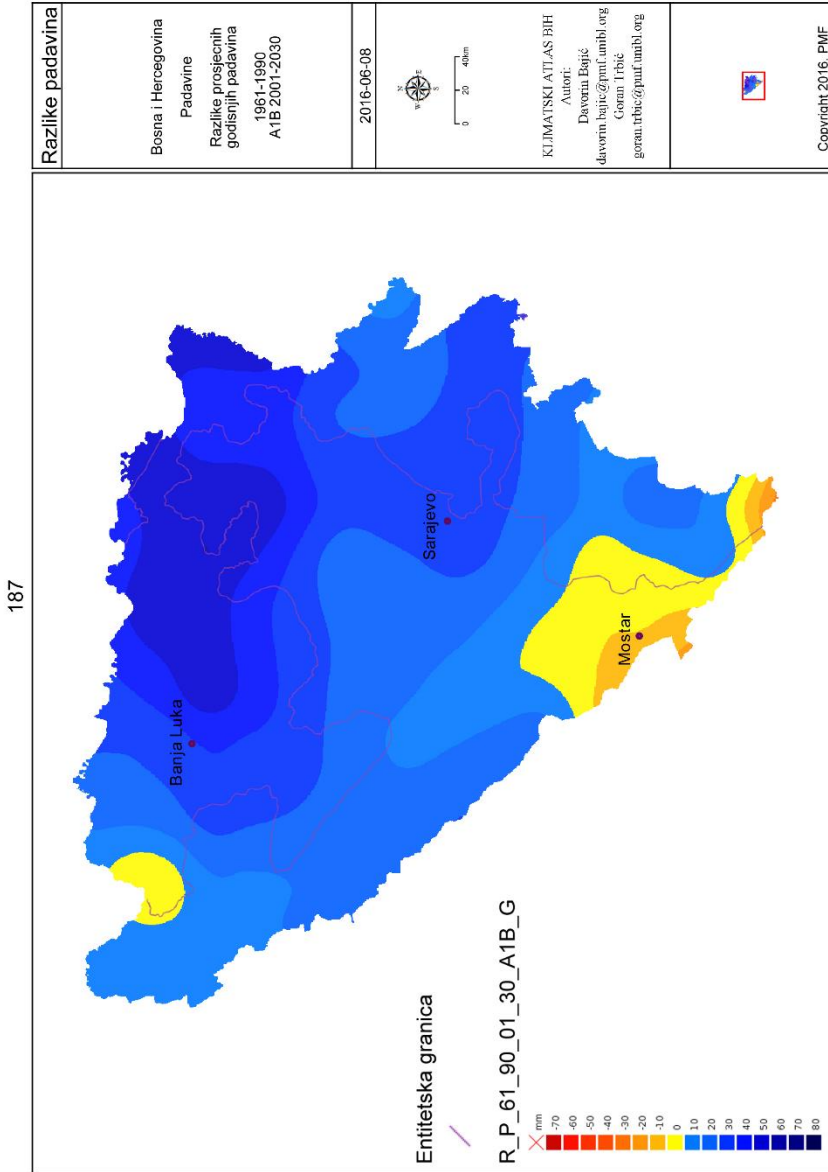 187
Razlike padavina
Bosna i Hercegovina
Padavine
Razlike prosjecnih
godisnjih padavina
1961-1990
A1B 2001-2030
2016-06-08
N
W E
S
0 20 40km
KLIMATSKI ATLAS BIH
Autori:
Davorin Bajić
davorin.bajic@pmf.unibl.org
Goran Trbić
goran.trbic@pmf.unibl.org
Copyright 2016. PMF
Banja Luka
Sarajevo
Mostar
Entitetska granica
R_P_61_90_01_30_A1B_G
mm
-70
-60
-50
-40
-30
-20
-10
0
10
20
30
40
50
60
70
80